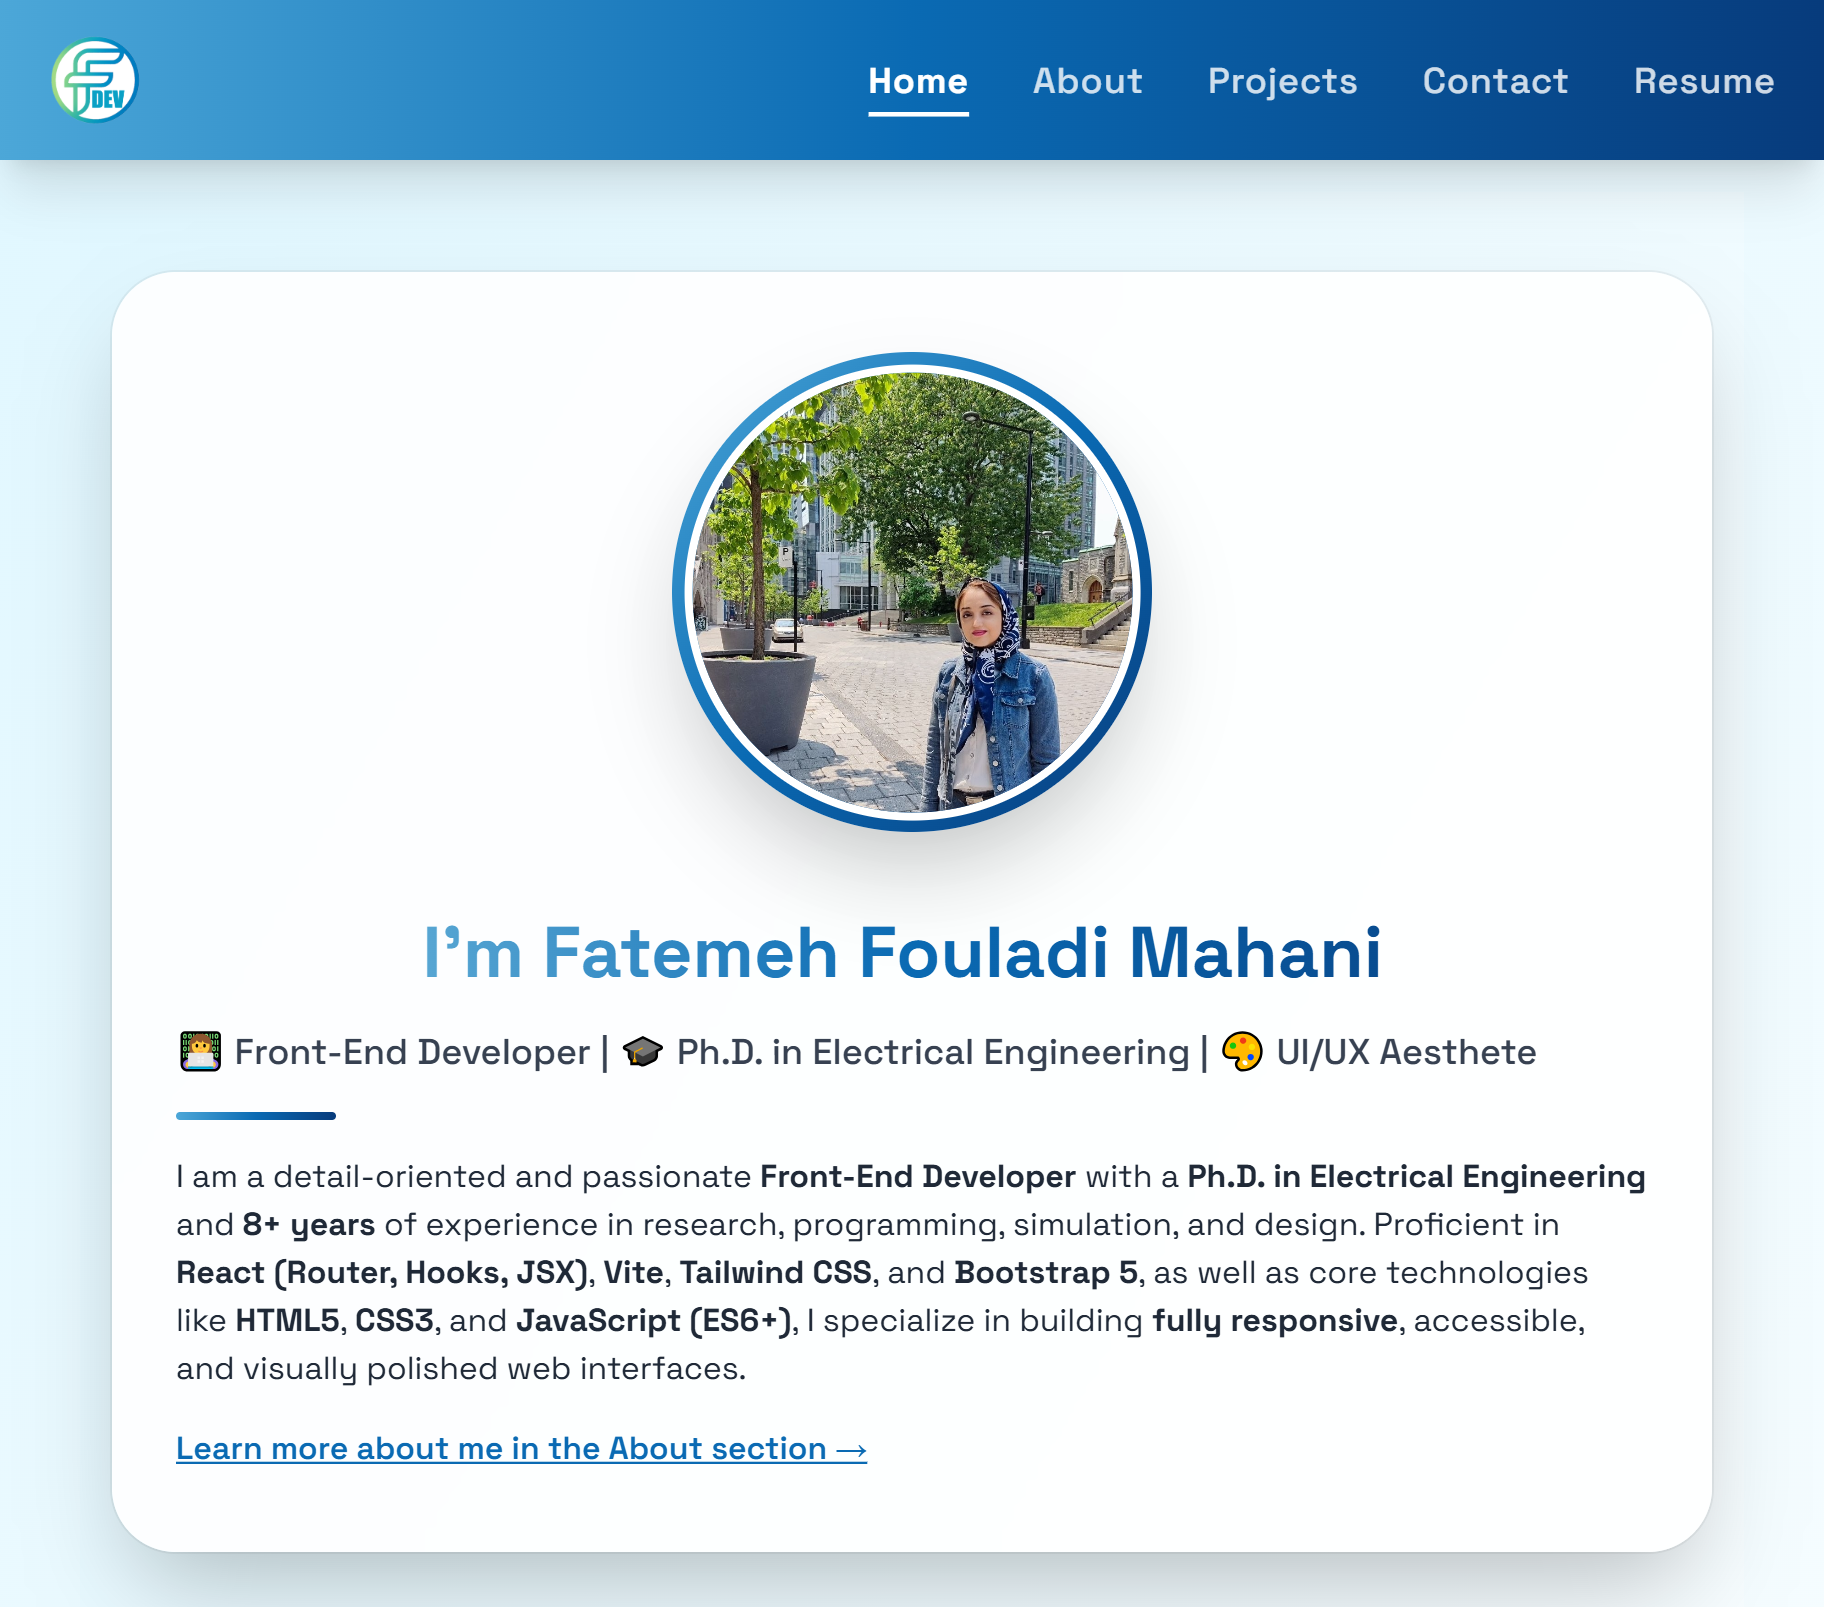 F DEV
Home About Projects Contact Resume
P
I'm Fatemeh Fouladi Mahani
Front-End Developer | Ph.D. in Electrical Engineering | UI/UX Aesthete
I am a detail-oriented and passionate Front-End Developer with a Ph.D. in Electrical Engineering
and 8+ years of experience in research, programming, simulation, and design. Proficient in
React (Router, Hooks, JSX), Vite, Tailwind CSS, and Bootstrap 5, as well as core technologies
like HTML5, CSS3, and JavaScript (ES6+), I specialize in building fully responsive, accessible,
and visually polished web interfaces.
Learn more about me in the About section →